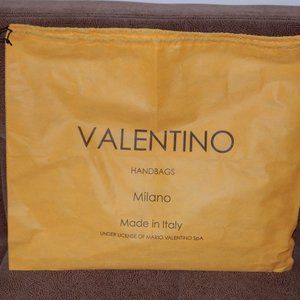 VALENTINO
HANDBAGS
Milano
Made in Italy
UNDER LICENSE OF MARIO VALENTINO SpA